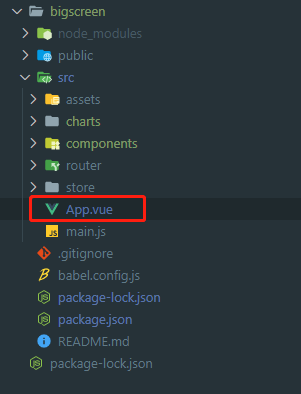 bigscreen
node_modules
public
src
assets
charts
components
router
store
App.vue
main.js
.gitignore
babel.config.js
package-lock.json
package.json
README.md
package-lock.json